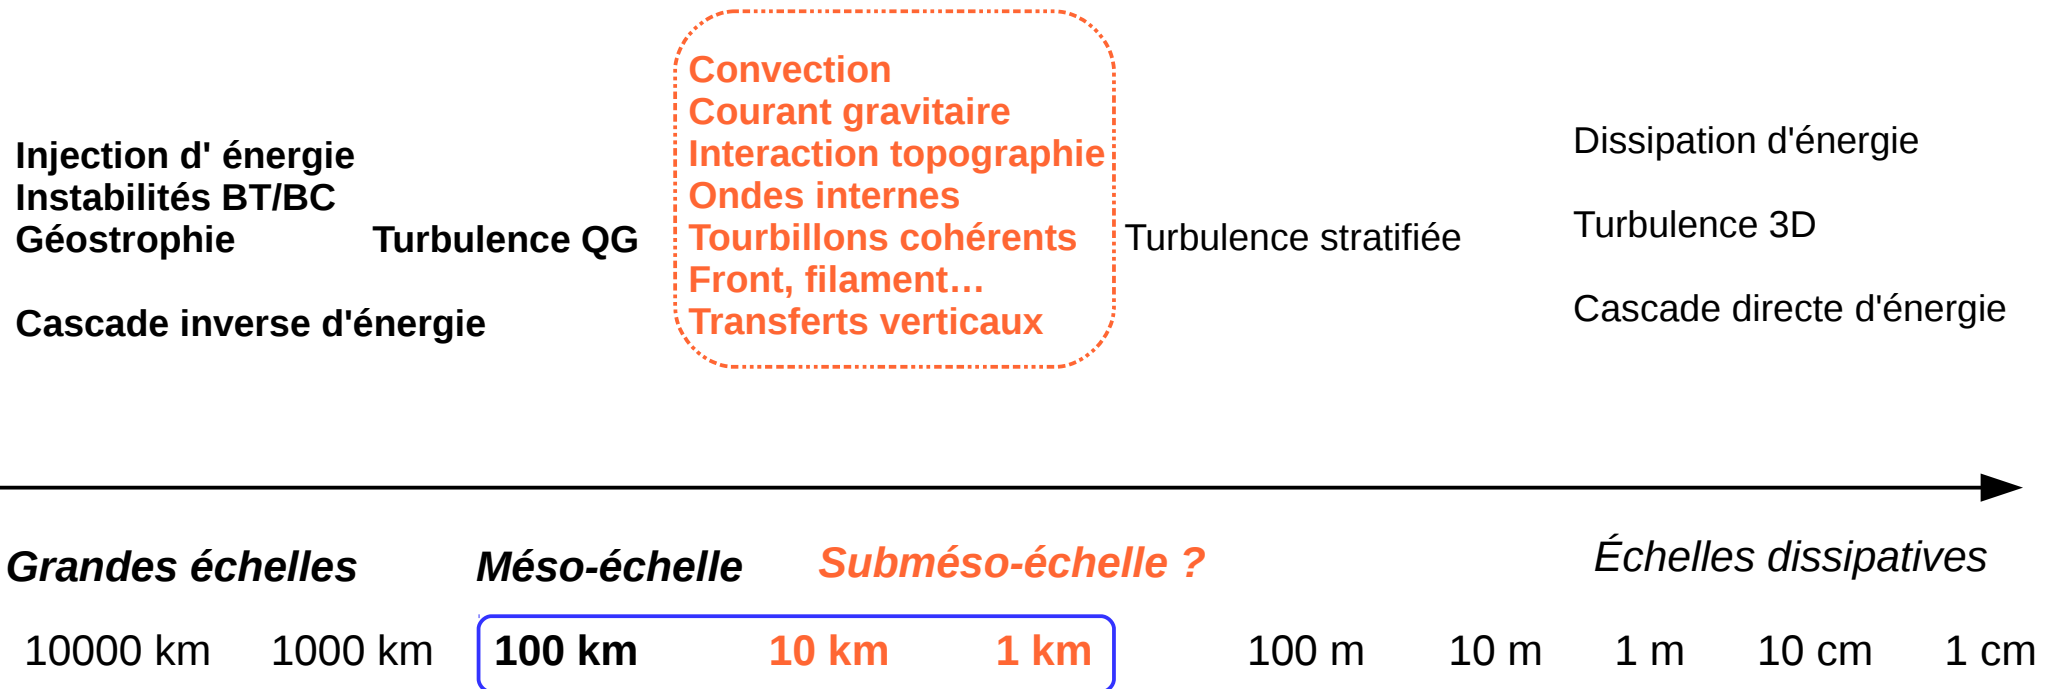 Convection
Courant gravitaire
Interaction topographie
Ondes internes
Tourbillons cohérents
Front, filament…
Transferts verticaux
Injection d' énergie
Instabilités BT/BC
Géostrophie
Turbulence QG
Cascade inverse d'énergie
Turbulence stratifiée
Dissipation d'énergie
Turbulence 3D
Cascade directe d'énergie
Grandes échelles
Méso-échelle
Subméso-échelle ?
Échelles dissipatives
10000 km 1000 km 100 km 10 km 1 km 100 m 10 m 1 m 10 cm 1 cm